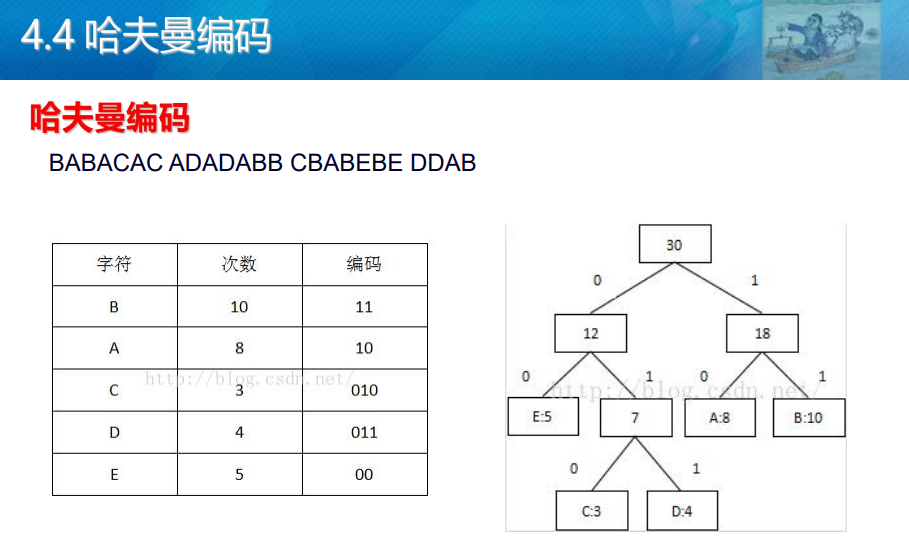 4.4 哈夫曼编码
哈夫曼编码
BABACAC ADADABB CBABEBE DDAB
字符 次数 编码
B 10 11
A 8 10
C 3 010
D 4 011
E 5 00
http://blog.csdn.net/
30
0 1
12 18
0 1 0 1
http://blog.csdn.net/
E:5 7 A:8 B:10
0 1
C:3 D:4